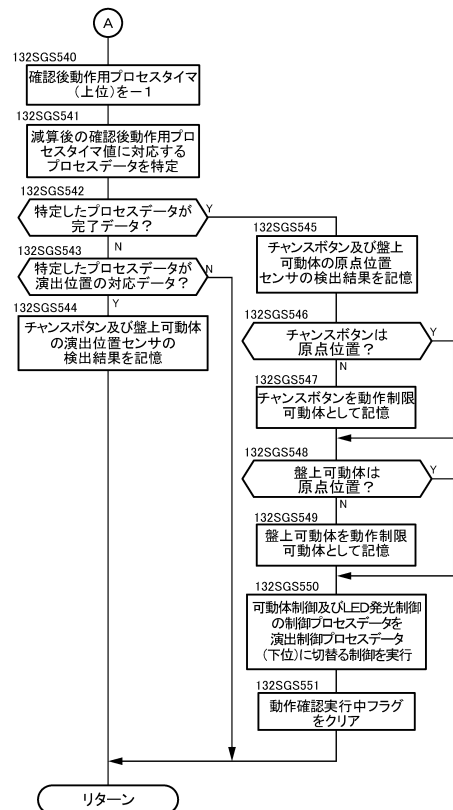 A
132SGS540
確認後動作用プロセスタイマ
(上位)を－１
132SGS541
減算後の確認後動作用プロ
セスタイマ値に対応する
プロセスデータを特定
132SGS542
特定したプロセスデータが
完了データ？
Y
N
132SGS543
特定したプロセスデータが
演出位置の対応データ？
N
Y
132SGS544
チャンスボタン及び盤上可動体
の演出位置センサの
検出結果を記憶
132SGS545
チャンスボタン及び盤上
可動体の原点位置
センサの検出結果を記憶
132SGS546
チャンスボタンは
原点位置？
Y
N
132SGS547
チャンスボタンを動作制限
可動体として記憶
132SGS548
盤上可動体は
原点位置？
Y
N
132SGS549
盤上可動体を動作制限
可動体として記憶
132SGS550
可動体制御及びLED発光制御
の制御プロセスデータを
演出制御プロセスデータ
(下位)に切替る制御を実行
132SGS551
動作確認実行中フラグ
をクリア
リターン